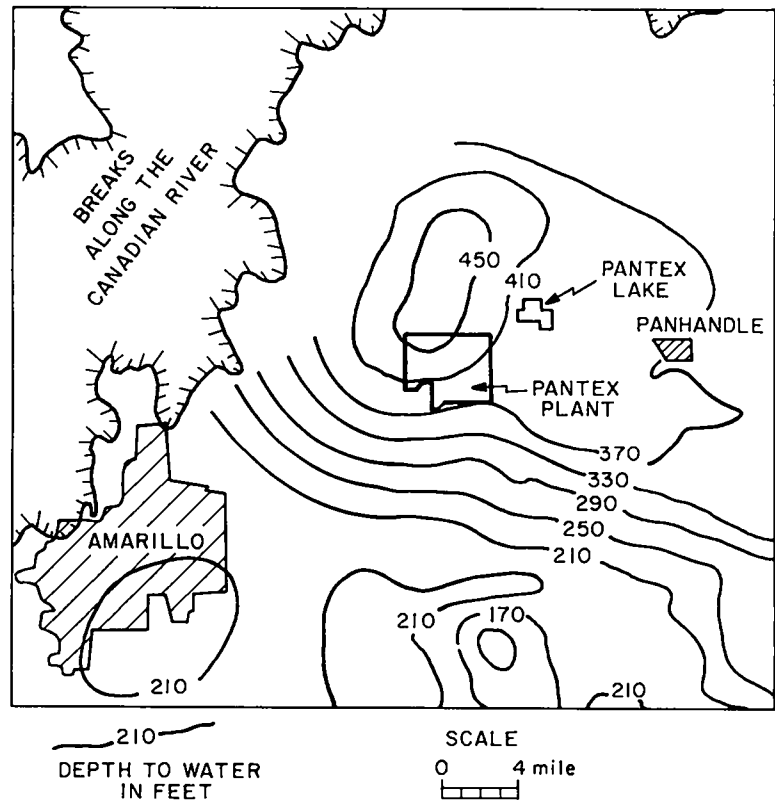 BREAKS
ALONG THE
CANADIAN RIVER
450
410
PANTEX
LAKE
PANHANDLE
PANTEX
PLANT
370
330
290
250
210
AMARILLO
210
170
210
210
210
DEPTH TO WATER
IN FEET
SCALE
0 4 mile